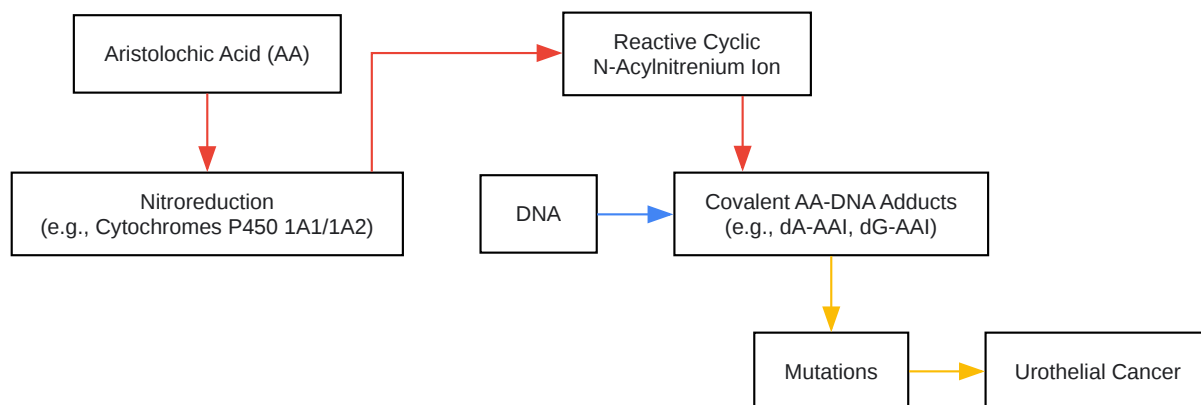 Aristolochic Acid (AA)
Nitroreduction
(e.g., Cytochromes P450 1A1/1A2)
Reactive Cyclic
N-Acylnitrenium Ion
DNA
Covalent AA-DNA Adducts
(e.g., dA-AAI, dG-AAI)
Mutations
Urothelial Cancer